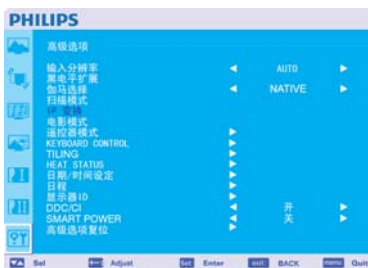 PHILIPS
高级选项
输入分辨率 AUTO
黑电平扩展
伽马选择 NATIVE
扫描模式
I/P 变换
电影模式
遥控器模式
KEYBOARD CONTROL
TILING
HEAT STATUS
日期/时间设定
日程
显示器ID
DDC/CI 开
SMART POWER 关
高级选项复位
Sel Adjust Set Enter exit BACK menu Quit